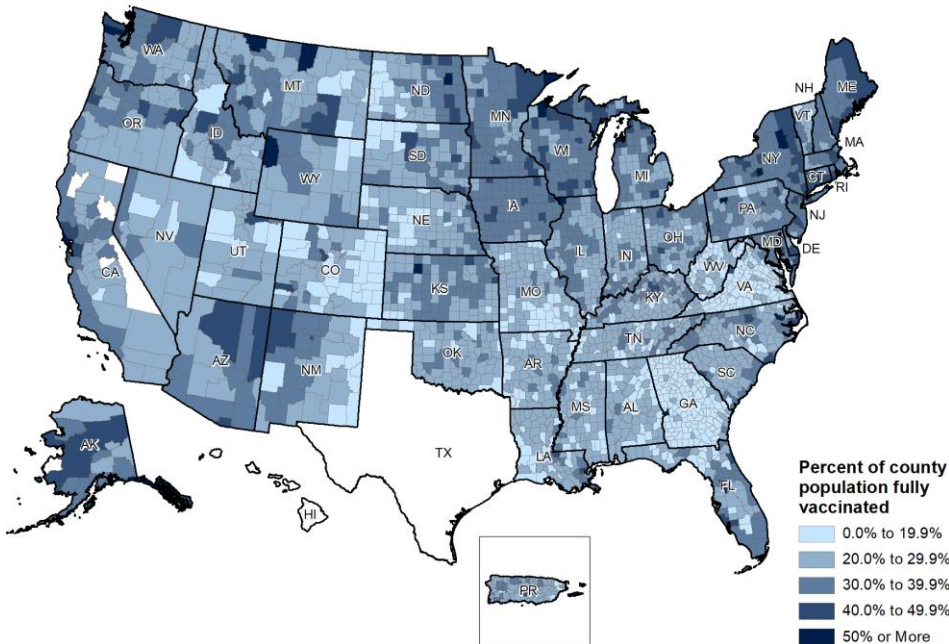 WA
MT
ND
MN
NH
ME
VT
OR
ID
SD
WI
MA
WY
MI
NY
CT
RI
IA
PA
NE
NJ
NV
OH
UT
IL
IN
MD
DE
CO
WV
CA
KS
MO
VA
KY
NC
TN
AZ
NM
OK
AR
SC
MS
AL
GA
AK
TX
LA
FL
HI
PR
Percent of county
population fully
vaccinated
0.0% to 19.9%
20.0% to 29.9%
30.0% to 39.9%
40.0% to 49.9%
50% or More